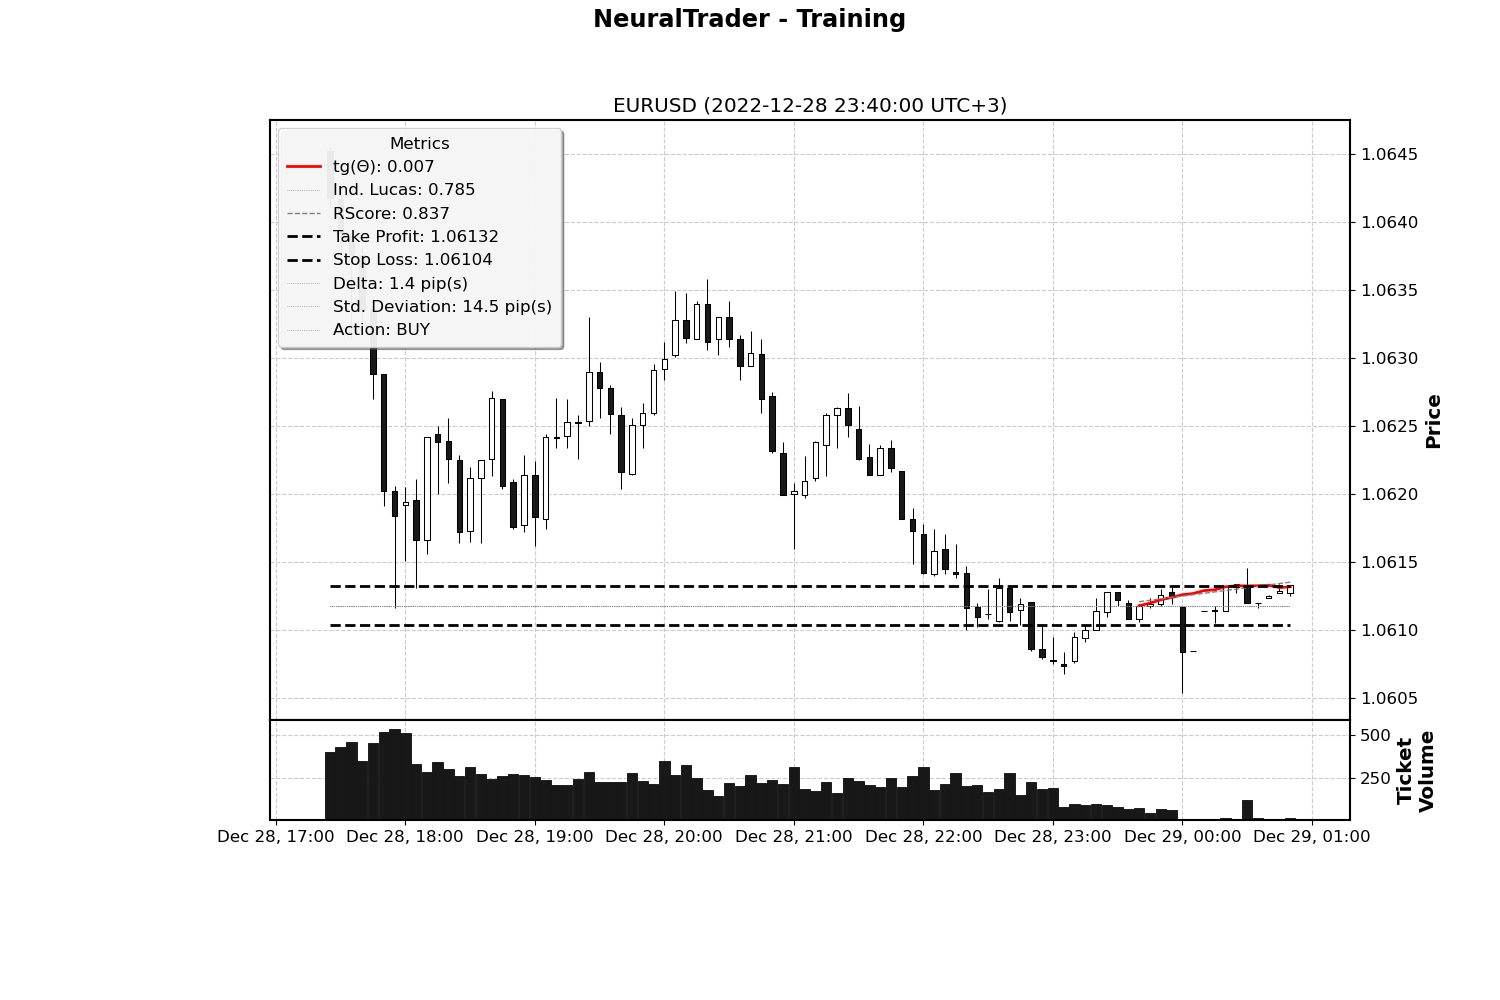 NeuralTrader - Training
EURUSD (2022-12-28 23:40:00 UTC+3)
Metrics
tg(Θ): 0.007
Ind. Lucas: 0.785
RScore: 0.837
Take Profit: 1.06132
Stop Loss: 1.06104
Delta: 1.4 pip(s)
Std. Deviation: 14.5 pip(s)
Action: BUY
1.0645
1.0640
1.0635
1.0630
1.0625
1.0620
1.0615
1.0610
1.0605
Price
500
250
Ticket
Volume
Dec 28, 17:00 Dec 28, 18:00 Dec 28, 19:00 Dec 28, 20:00 Dec 28, 21:00 Dec 28, 22:00 Dec 28, 23:00 Dec 29, 00:00 Dec 29, 01:00